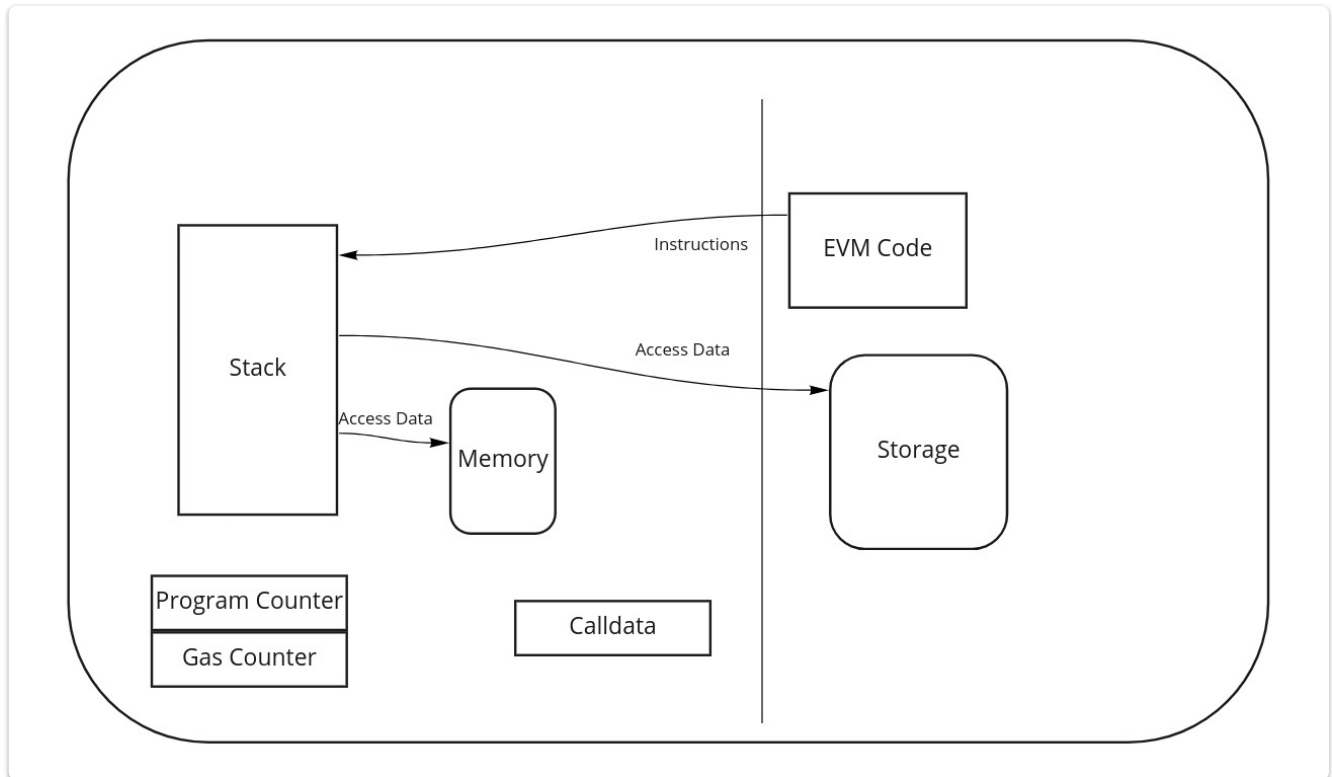 EVM Code
Instructions
Stack
Access Data
Access Data
Memory
Storage
Program Counter
Gas Counter
Calldata